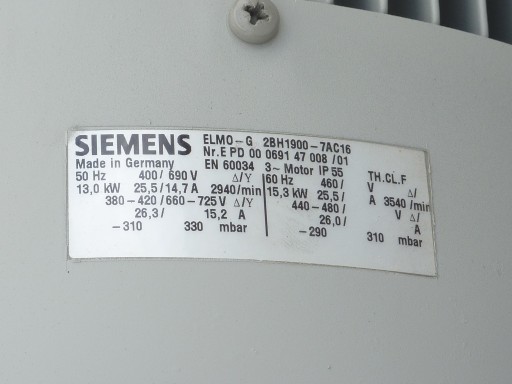 SIEMENS ELMO-G 2BH1900-7AC16
Nr.E PD 00 0691 47 008 /01
Made in Germany EN 60034 3~ Motor IP 55 TH.CL.F
50 Hz 400/ 690 V Δ/Y 60 Hz 460/ V Δ/
13,0 kW 25,5/14,7 A 2940/min 15,3 kW 25,5/ A 3540 /min
380-420/660-725 V Δ/Y 440-480/ V Δ/
26,3/ 15,2 A 26,0/ A
-310 330 mbar -290 310 mbar